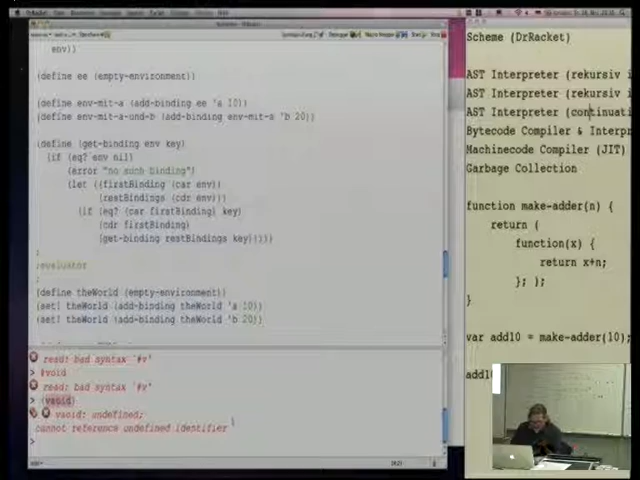 env))
(define ee (empty-environment))
(define env-mit-a (add-binding ee 'a 10))
(define env-mit-a-und-b (add-binding env-mit-a 'b 20))
(define (get-binding env key)
(if (eq? env nil)
(error "no such binding")
(let ((firstBinding (car env))
(restBindings (cdr env)))
(if (eq? (car firstBinding) key)
(cdr firstBinding)
(get-binding restBindings key)))))
;
;evaluator
;
(define theWorld (empty-environment))
(set! theWorld (add-binding theWorld 'a 10))
(set! theWorld (add-binding theWorld 'b 20))
read: bad syntax `#v'
> #void
read: bad syntax `#v'
> (vsoid)
vsoid: undefined;
cannot reference undefined identifier
>
Scheme (DrRacket)
AST Interpreter (rekursiv i
AST Interpreter (rekursiv i
AST Interpreter (continuati
Bytecode Compiler & Interpr
Machinecode Compiler (JIT)
Garbage Collection
function make-adder(n) {
return (
function(x) {
return x+n;
}; );
}
var add10 = make-adder(10);